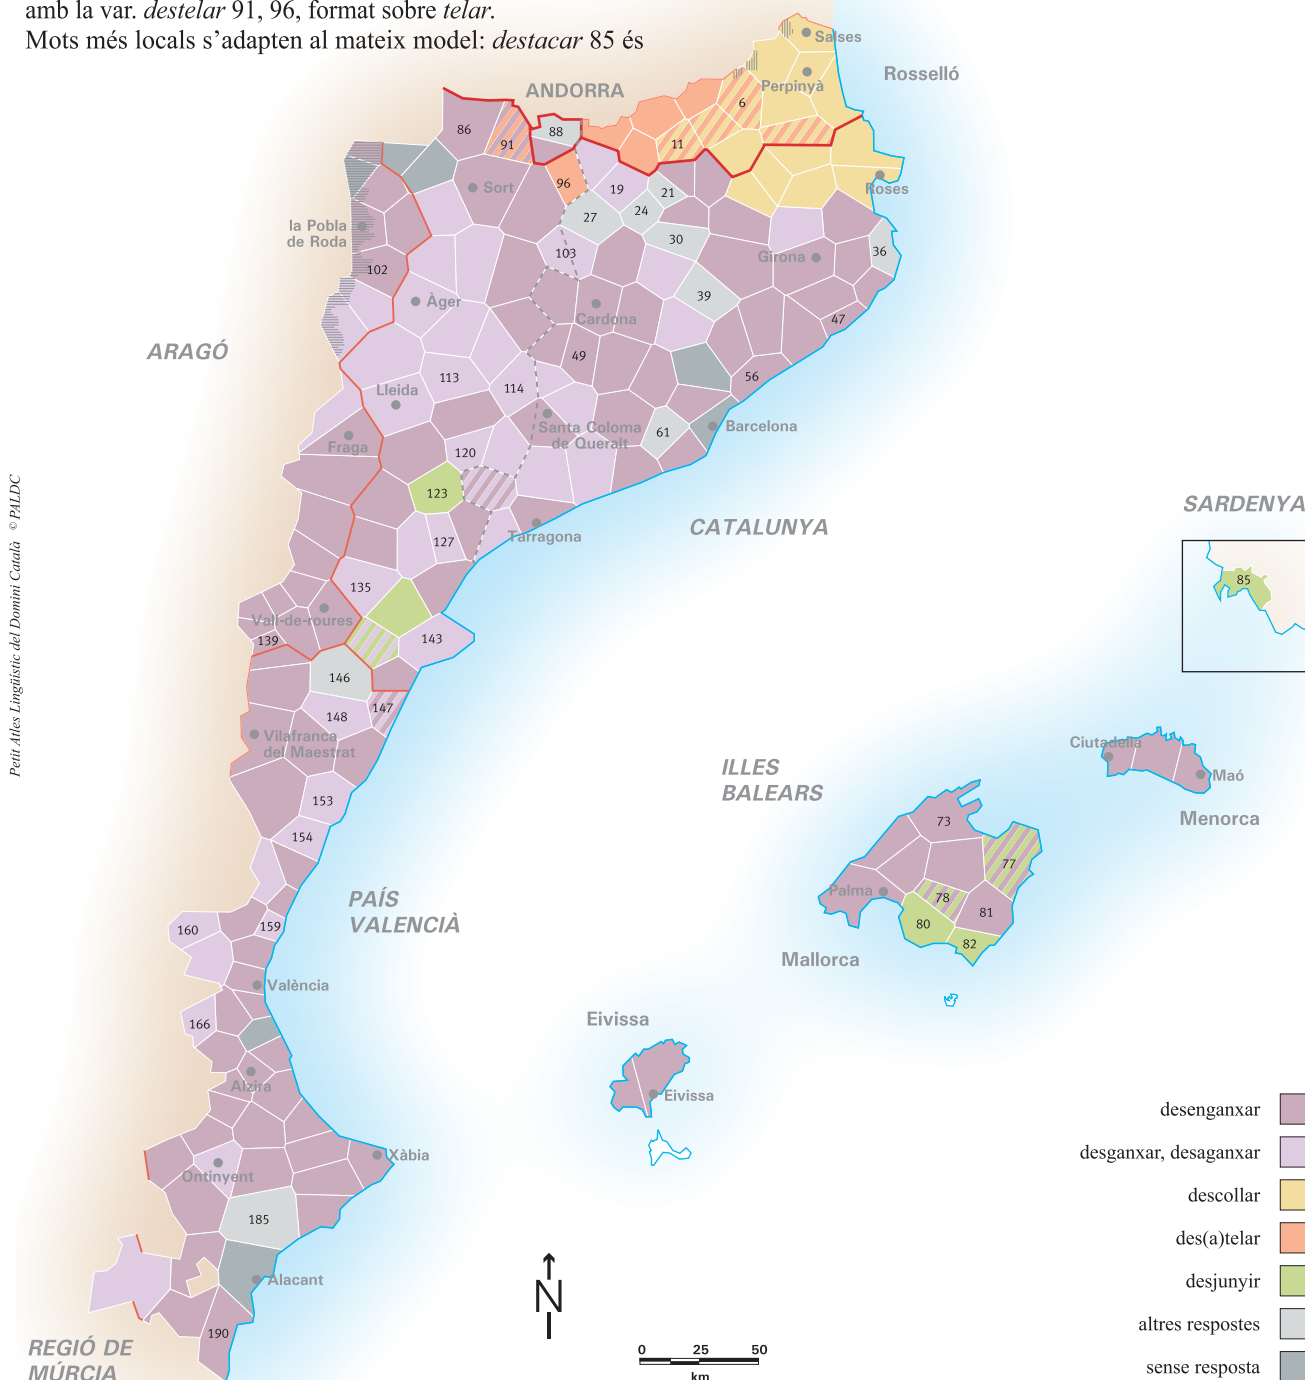 amb la var. destelar 91, 96, format sobre telar.
Mots més locals s’adapten al mateix model: destacar 85 és
Salses
Rosselló
Perpinyà
ANDORRA
6
86
88
91
11
Roses
96
Sort
19
21
24
27
la Pobla
de Roda
30
36
103
Girona
102
39
Àger
Cardona
47
ARAGÓ
49
56
113
114
Lleida
Barcelona
Santa Coloma
de Queralt
61
Fraga
120
123
SARDENYA
CATALUNYA
Tarragona
127
85
135
Vall-de-roures
139
143
146
147
148
Vilafranca
del Maestrat
Ciutadella
Maó
ILLES
BALEARS
Menorca
153
73
154
77
Palma
78
PAÍS
VALENCIÀ
81
80
159
160
82
Mallorca
València
Eivissa
166
Alzira
Eivissa
Xàbia
Ontinyent
185
Alacant
190
REGIÓ DE
MÚRCIA
N
0 25 50
km
desenganxar
desganxar, desaganxar
descollar
des(a)telar
desjunyir
altres respostes
sense resposta
Petit Atles Lingüístic del Domini Català © PALDC